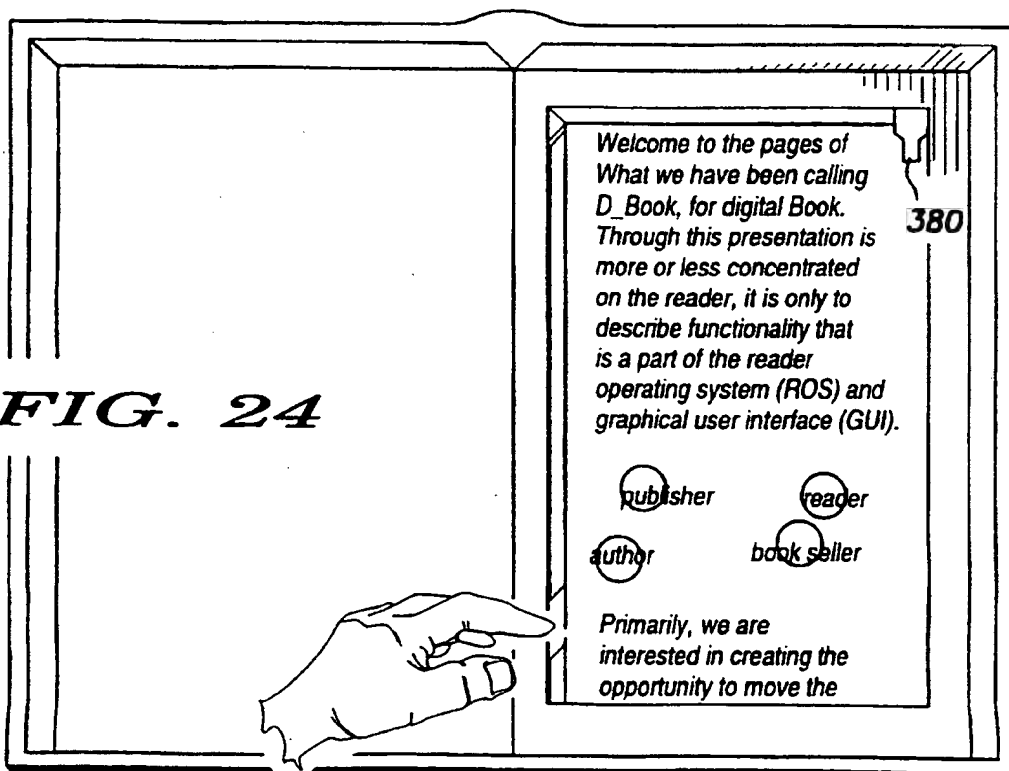 Welcome to the pages of
What we have been calling
D_Book, for digital Book.
Through this presentation is
more or less concentrated
on the reader, it is only to
describe functionality that
is a part of the reader
operating system (ROS) and
graphical user interface (GUI).
380
FIG. 24
publisher reader
author book seller
Primarily, we are
interested in creating the
opportunity to move the